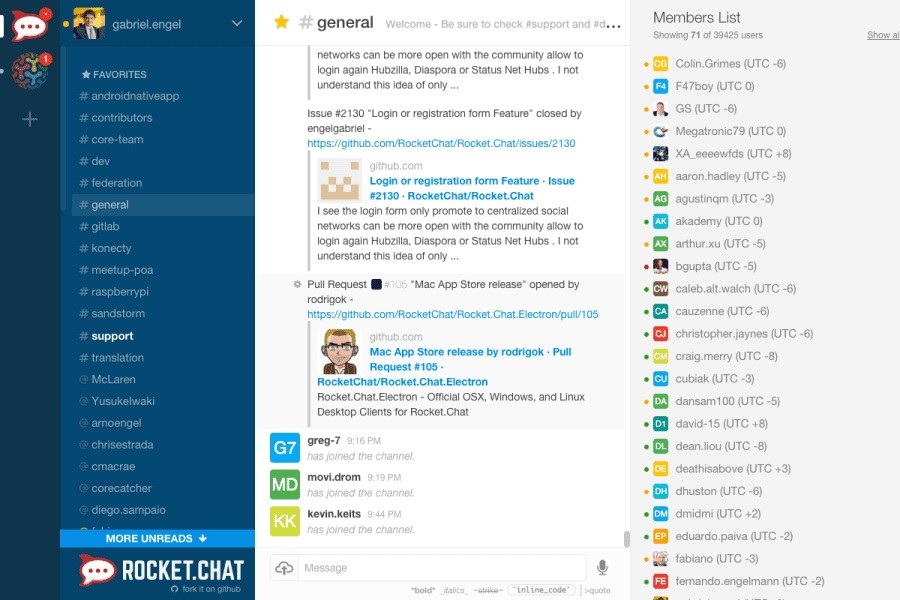 1
gabriel.engel
FAVORITES
# androidnativeapp
# contributors
# core-team
# dev
# federation
# general
# gitlab
# konecty
# meetup-poa
# raspberrypi
# sandstorm
# support
# translation
@ McLaren
@ Yusukelwaki
@ arnoengel
@ chrisestrada
@ cmacrae
@ corecatcher
@ diego.sampaio
MORE UNREADS
ROCKET.CHAT
fork it on github
# general Welcome - Be sure to check #support and #d...
networks can be more open with the community allow to
login again Hubzilla, Diaspora or Status Net Hubs . I not
understand this idea of only ...
Issue #2130 "Login or registration form Feature" closed by
engelgabriel -
https://github.com/RocketChat/Rocket.Chat/issues/2130
github.com
Login or registration form Feature · Issue
#2130 · RocketChat/Rocket.Chat
I see the login form only promote to centralized social
networks can be more open with the community allow to
login again Hubzilla, Diaspora or Status Net Hubs . I not
understand this idea of only ...
Pull Request #105 "Mac App Store release" opened by
rodrigok -
https://github.com/RocketChat/Rocket.Chat.Electron/pull/105
github.com
Mac App Store release by rodrigok · Pull
Request #105 ·
RocketChat/Rocket.Chat.Electron
Rocket.Chat.Electron - Official OSX, Windows, and Linux
Desktop Clients for Rocket.Chat
G7 greg-7 9:16 PM
has joined the channel.
MD movi.drom 9:19 PM
has joined the channel.
KK kevin.keits 9:44 PM
has joined the channel.
Message
*bold* _italics_ ~strike~ `inline_code` >quote
Members List
Showing 71 of 39425 users Show al
CG Colin.Grimes (UTC -6)
F4 F47boy (UTC 0)
GS (UTC -6)
Megatronic79 (UTC 0)
XA_eeeewfds (UTC +8)
AH aaron.hadley (UTC -5)
AG agustinqm (UTC -3)
AK akademy (UTC 0)
AX arthur.xu (UTC -5)
bgupta (UTC -5)
CW caleb.alt.walch (UTC -6)
CA cauzenne (UTC -6)
CJ christopher.jaynes (UTC -6)
CM craig.merry (UTC -8)
CU cubiak (UTC -3)
DA dansam100 (UTC -5)
D1 david-15 (UTC +8)
DL dean.liou (UTC -8)
DE deathisabove (UTC +3)
DH dhuston (UTC -6)
DM dmidmi (UTC +2)
EP eduardo.paiva (UTC -2)
fabiano (UTC -3)
FE fernando.engelmann (UTC -2)